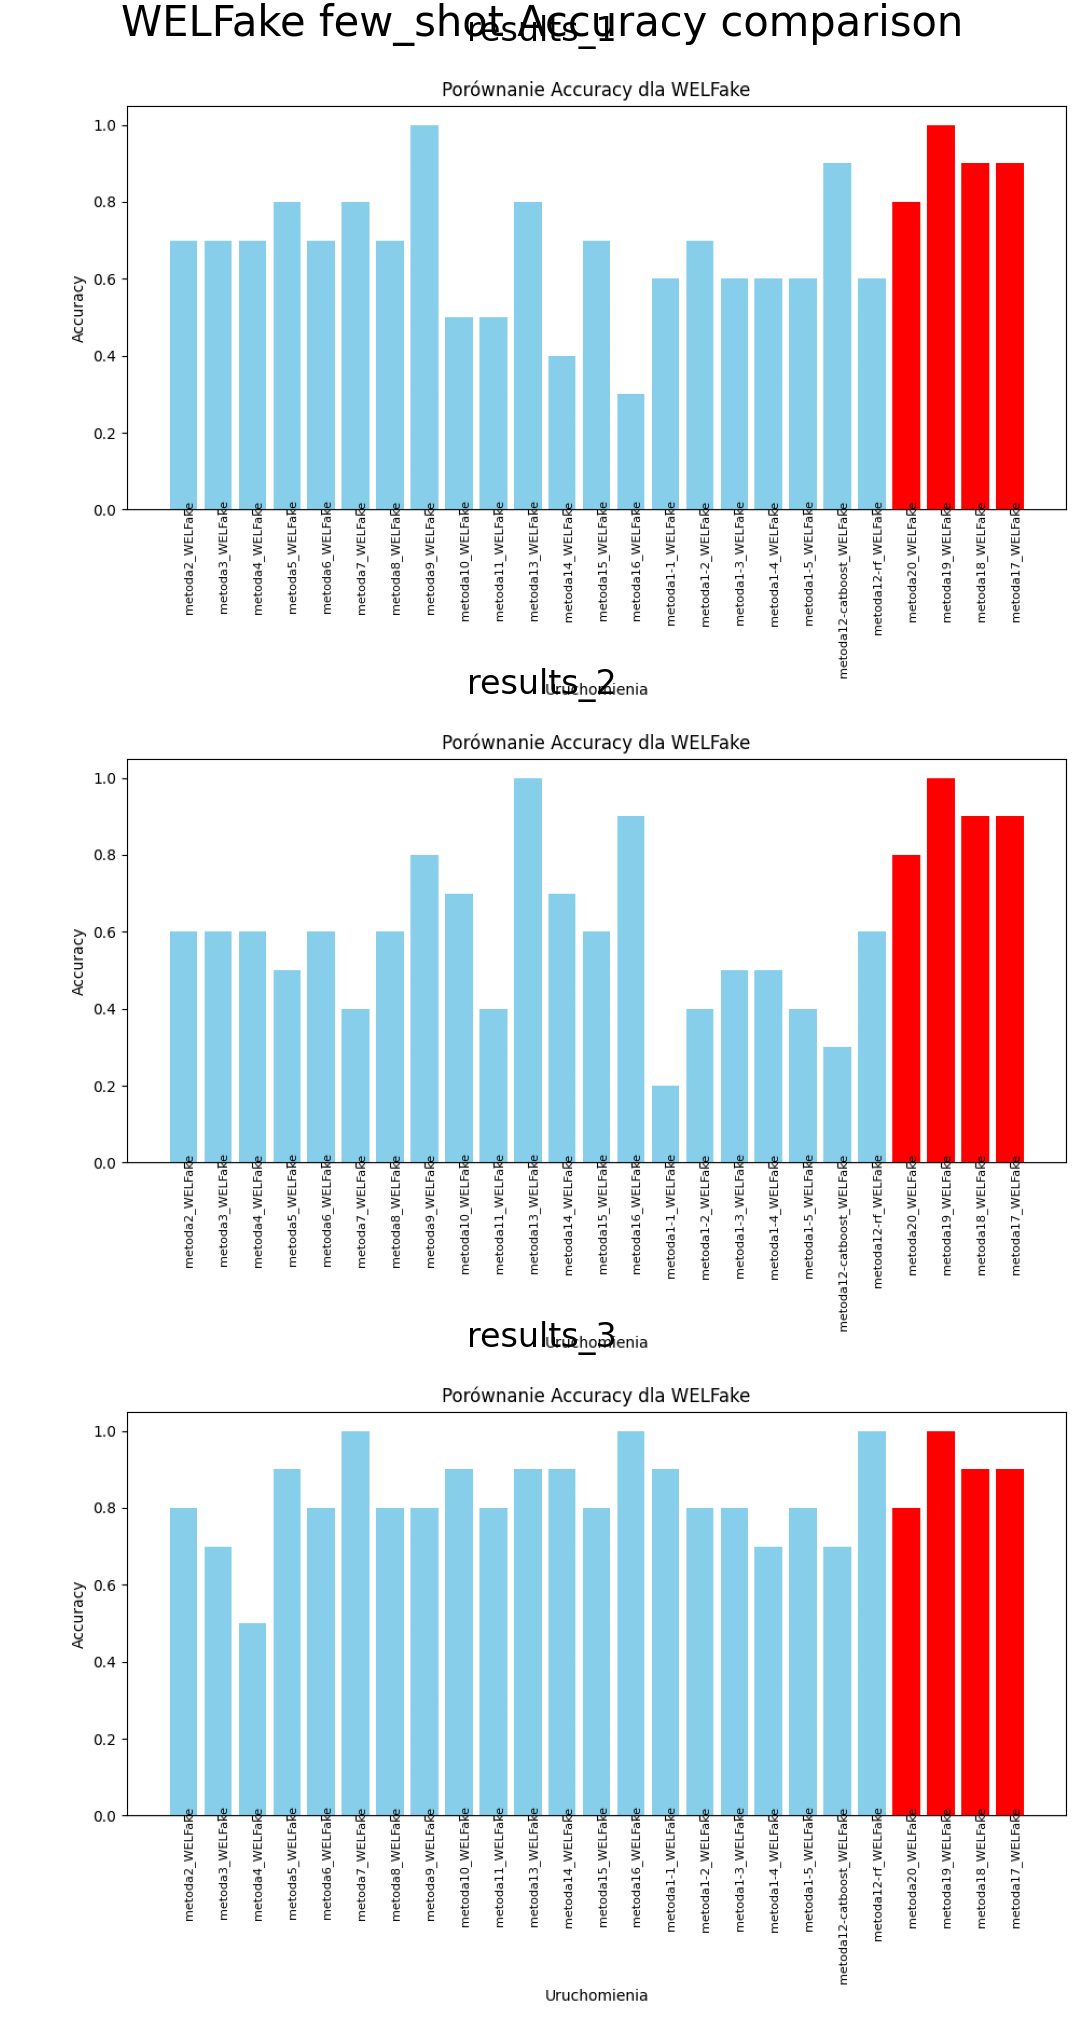 WELFake few_shot Accuracy comparison
results_1
Porównanie Accuracy dla WELFake
Accuracy
1.0
0.8
0.6
0.4
0.2
0.0
metoda2_WELFake
metoda3_WELFake
metoda4_WELFake
metoda5_WELFake
metoda6_WELFake
metoda7_WELFake
metoda8_WELFake
metoda9_WELFake
metoda10_WELFake
metoda11_WELFake
metoda13_WELFake
metoda14_WELFake
metoda15_WELFake
metoda16_WELFake
metoda1-1_WELFake
metoda1-2_WELFake
metoda1-3_WELFake
metoda1-4_WELFake
metoda1-5_WELFake
metoda12-catboost_WELFake
metoda12-rf_WELFake
metoda20_WELFake
metoda19_WELFake
metoda18_WELFake
metoda17_WELFake
Uruchomienia
results_2
Porównanie Accuracy dla WELFake
Accuracy
1.0
0.8
0.6
0.4
0.2
0.0
metoda2_WELFake
metoda3_WELFake
metoda4_WELFake
metoda5_WELFake
metoda6_WELFake
metoda7_WELFake
metoda8_WELFake
metoda9_WELFake
metoda10_WELFake
metoda11_WELFake
metoda13_WELFake
metoda14_WELFake
metoda15_WELFake
metoda16_WELFake
metoda1-1_WELFake
metoda1-2_WELFake
metoda1-3_WELFake
metoda1-4_WELFake
metoda1-5_WELFake
metoda12-catboost_WELFake
metoda12-rf_WELFake
metoda20_WELFake
metoda19_WELFake
metoda18_WELFake
metoda17_WELFake
Uruchomienia
results_3
Porównanie Accuracy dla WELFake
Accuracy
1.0
0.8
0.6
0.4
0.2
0.0
metoda2_WELFake
metoda3_WELFake
metoda4_WELFake
metoda5_WELFake
metoda6_WELFake
metoda7_WELFake
metoda8_WELFake
metoda9_WELFake
metoda10_WELFake
metoda11_WELFake
metoda13_WELFake
metoda14_WELFake
metoda15_WELFake
metoda16_WELFake
metoda1-1_WELFake
metoda1-2_WELFake
metoda1-3_WELFake
metoda1-4_WELFake
metoda1-5_WELFake
metoda12-catboost_WELFake
metoda12-rf_WELFake
metoda20_WELFake
metoda19_WELFake
metoda18_WELFake
metoda17_WELFake
Uruchomienia